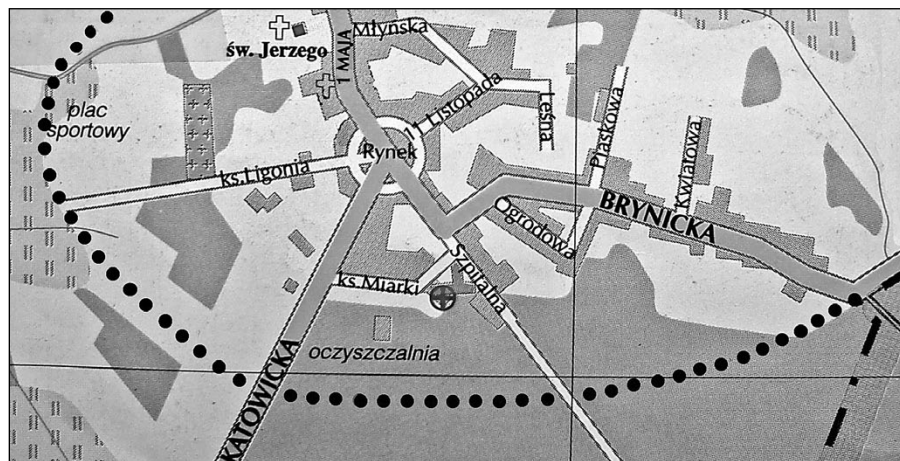 Młyńska
św. Jerzego
1 MAJA
11 Listopada
Leśna
plac
sportowy
Rynek
Piaskowa
Kwiatowa
ks.Ligonia
BRYNICKA
Ogrodowa
Szpitalna
ks.Miarki
oczyszczalnia
KATOWICKA